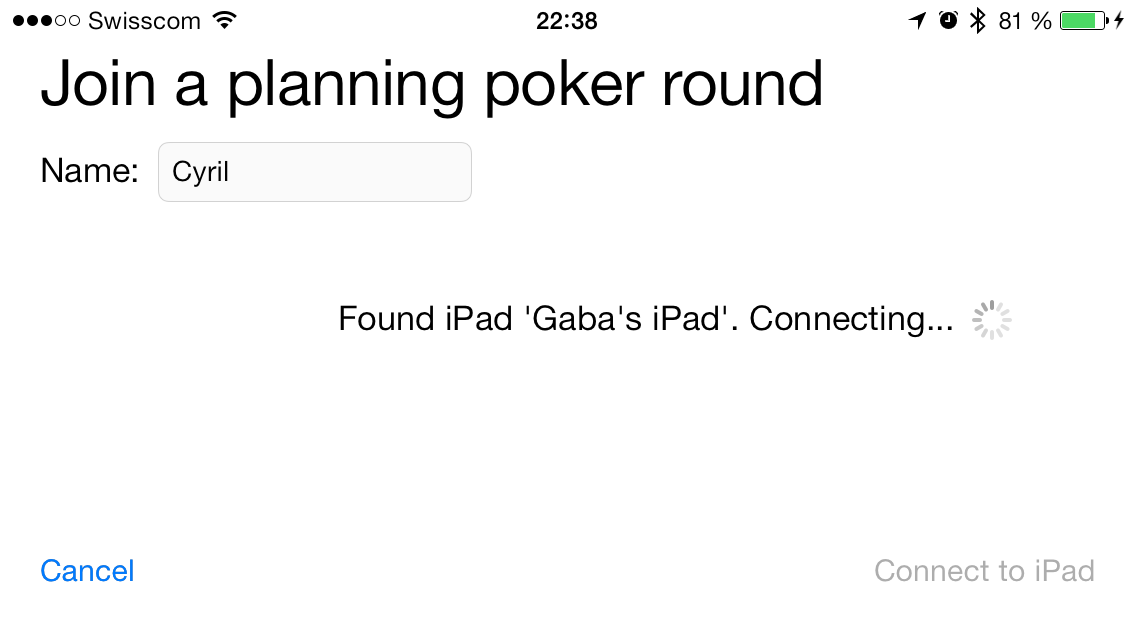 Swisscom 22:38 81 %
Join a planning poker round
Name: Cyril
Found iPad 'Gaba's iPad'. Connecting...
Cancel Connect to iPad